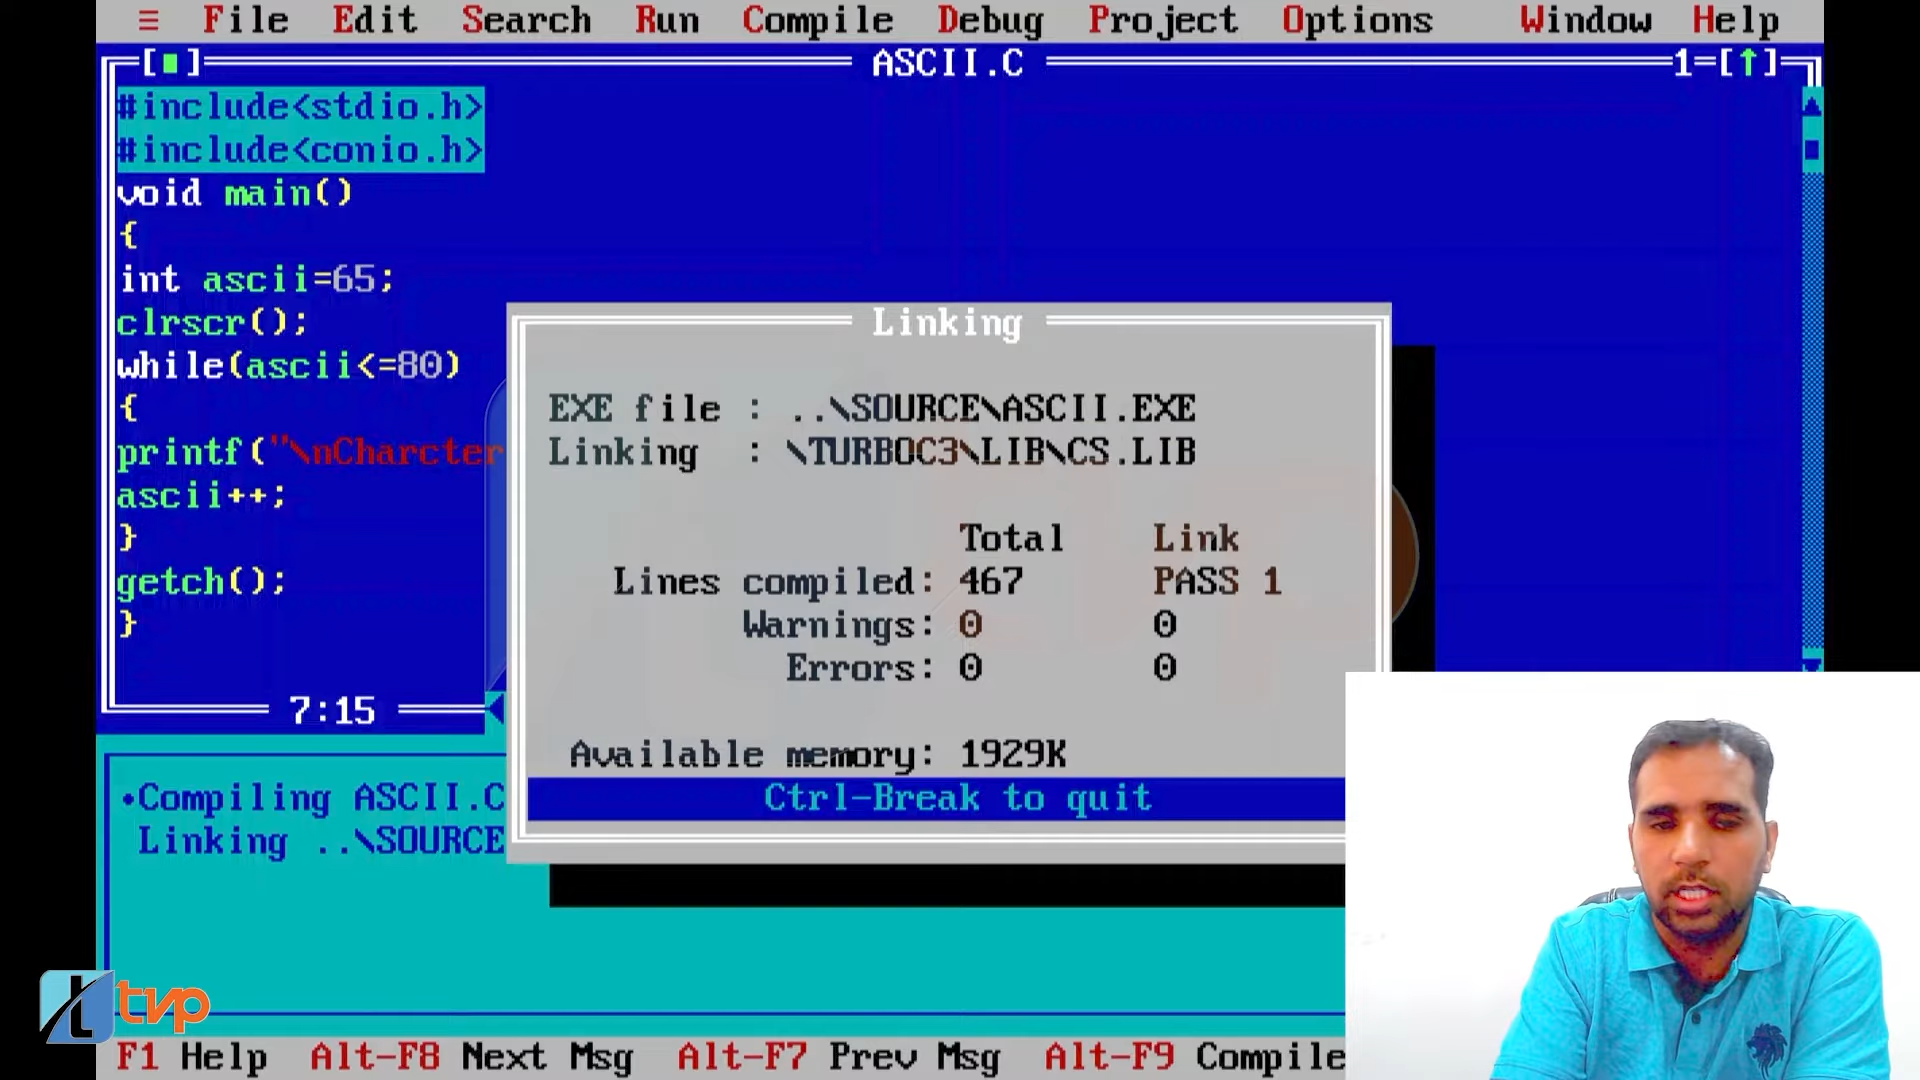 ≡ File Edit Search Run Compile Debug Project Options Window Help
[■] ASCII.C 1=[↑]
#include<stdio.h>
#include<conio.h>
void main()
{
int ascii=65;
clrscr();
while(ascii<=80)
{
printf("\nCharcter
ascii++;
}
getch();
}
7:15
Linking
EXE file : ..\SOURCE\ASCII.EXE
Linking : \TURBOC3\LIB\CS.LIB
Total Link
Lines compiled: 467 PASS 1
Warnings: 0 0
Errors: 0 0
Available memory: 1929K
Ctrl-Break to quit
•Compiling ASCII.C
Linking ..\SOURCE
tvp
F1 Help Alt-F8 Next Msg Alt-F7 Prev Msg Alt-F9 Compile